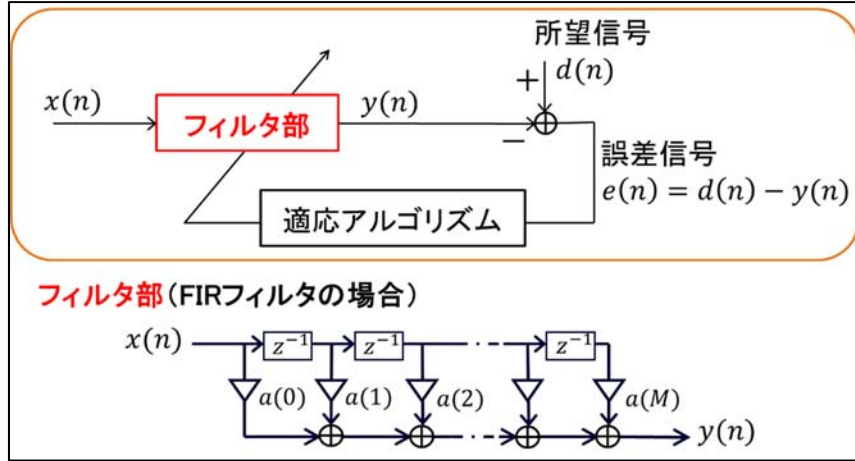 所望信号
+ d(n)
x(n)
フィルタ部
y(n)
−
誤差信号
e(n) = d(n) − y(n)
適応アルゴリズム
フィルタ部(FIRフィルタの場合)
x(n)
z⁻¹
z⁻¹
z⁻¹
a(0)
a(1)
a(2)
a(M)
y(n)